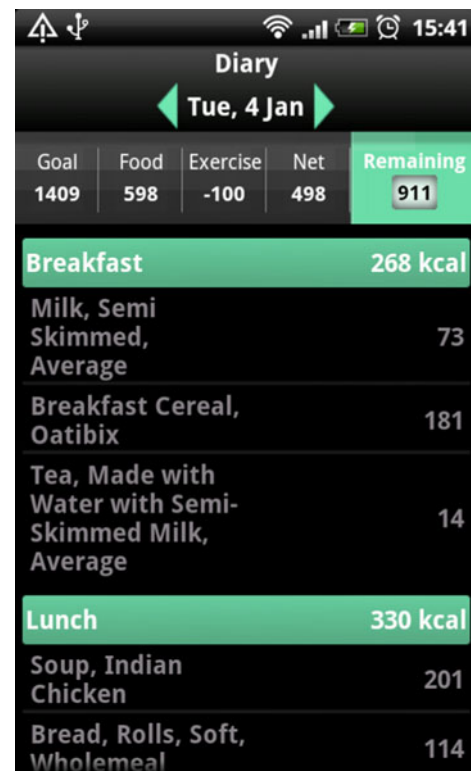 15:41
Diary
Tue, 4 Jan
Goal Food Exercise Net Remaining
1409 598 -100 498 911
Breakfast 268 kcal
Milk, Semi
Skimmed, 73
Average
Breakfast Cereal, 181
Oatibix
Tea, Made with
Water with Semi- 14
Skimmed Milk,
Average
Lunch 330 kcal
Soup, Indian 201
Chicken
Bread, Rolls, Soft, 114
Wholemeal